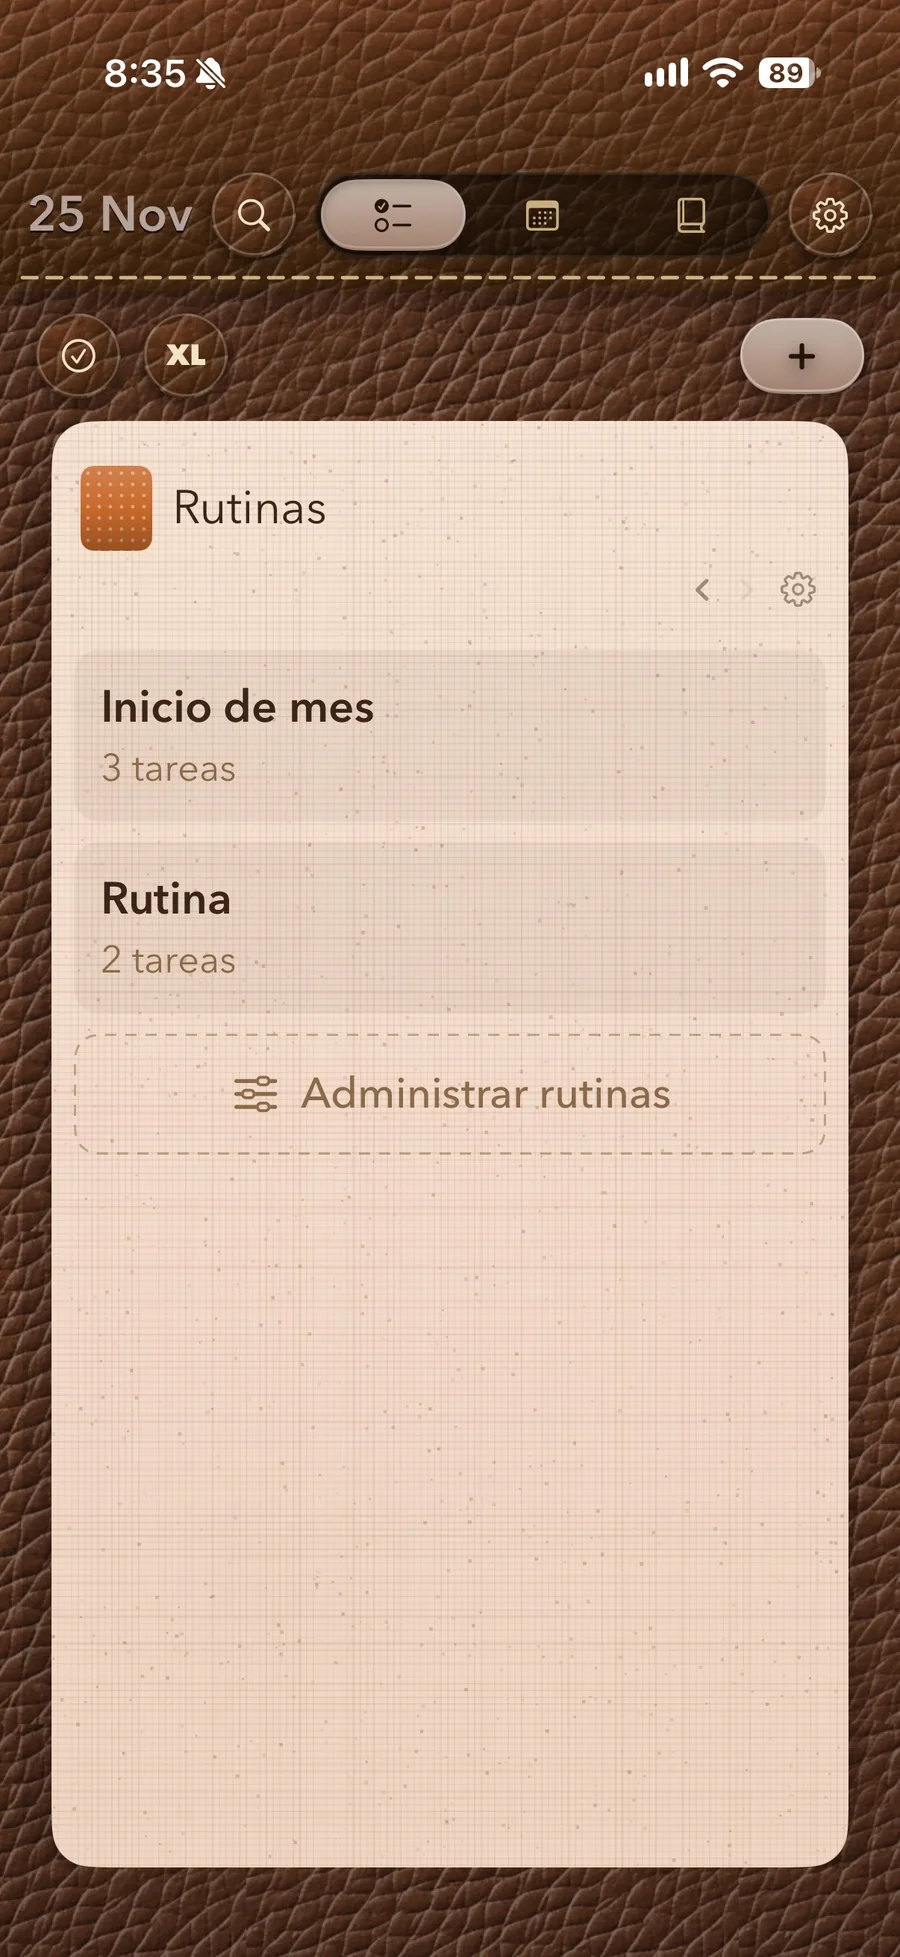 8:35
89
25 Nov
XL
Rutinas
Inicio de mes
3 tareas
Rutina
2 tareas
Administrar rutinas